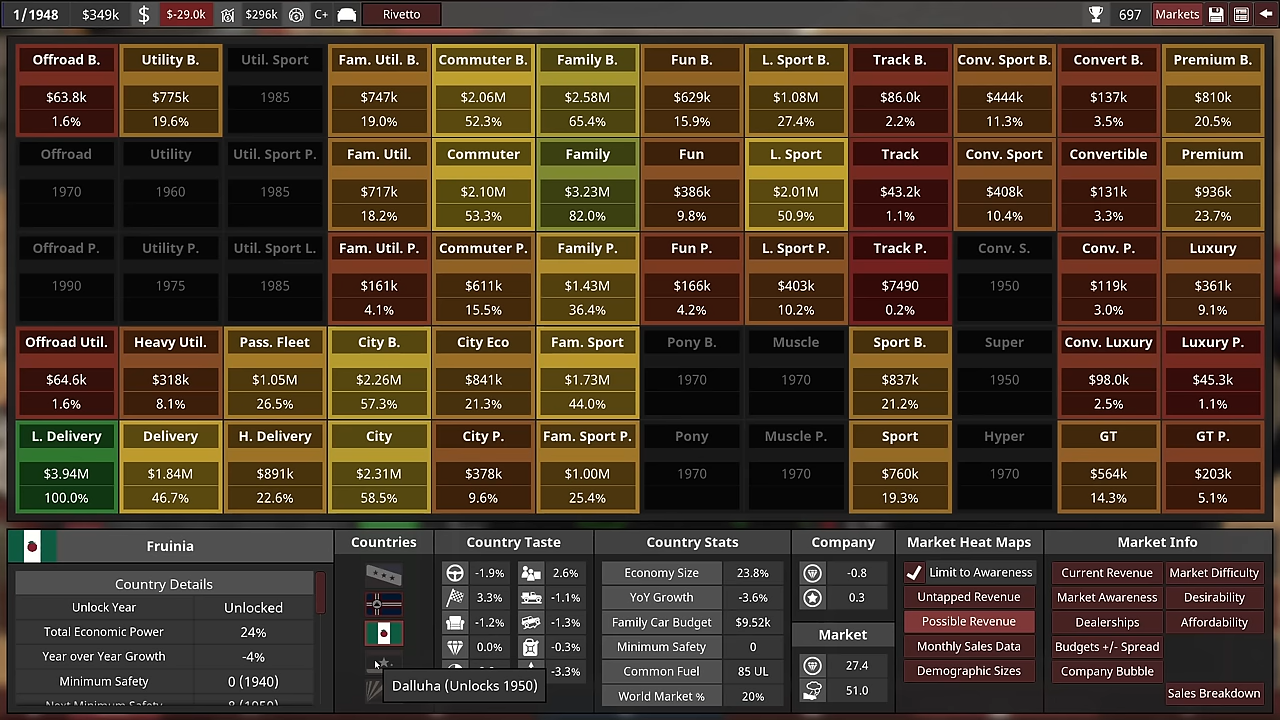 1/1948 $349k $ $-29.0k $296k C+ Rivetto 697 Markets
Offroad B. Utility B. Util. Sport Fam. Util. B. Commuter B. Family B. Fun B. L. Sport B. Track B. Conv. Sport B. Convert B. Premium B.
$63.8k $775k 1985 $747k $2.06M $2.58M $629k $1.08M $86.0k $444k $137k $810k
1.6% 19.6% 19.0% 52.3% 65.4% 15.9% 27.4% 2.2% 11.3% 3.5% 20.5%
Offroad Utility Util. Sport P. Fam. Util. Commuter Family Fun L. Sport Track Conv. Sport Convertible Premium
1970 1960 1985 $717k $2.10M $3.23M $386k $2.01M $43.2k $408k $131k $936k
18.2% 53.3% 82.0% 9.8% 50.9% 1.1% 10.4% 3.3% 23.7%
Offroad P. Utility P. Util. Sport L. Fam. Util. P. Commuter P. Family P. Fun P. L. Sport P. Track P. Conv. S. Conv. P. Luxury
1990 1975 1985 $161k $611k $1.43M $166k $403k $7490 1950 $119k $361k
4.1% 15.5% 36.4% 4.2% 10.2% 0.2% 3.0% 9.1%
Offroad Util. Heavy Util. Pass. Fleet City B. City Eco Fam. Sport Pony B. Muscle Sport B. Super Conv. Luxury Luxury P.
$64.6k $318k $1.05M $2.26M $841k $1.73M 1970 1970 $837k 1950 $98.0k $45.3k
1.6% 8.1% 26.5% 57.3% 21.3% 44.0% 21.2% 2.5% 1.1%
L. Delivery Delivery H. Delivery City City P. Fam. Sport P. Pony Muscle P. Sport Hyper GT GT P.
$3.94M $1.84M $891k $2.31M $378k $1.00M 1970 1970 $760k 1970 $564k $203k
100.0% 46.7% 22.6% 58.5% 9.6% 25.4% 19.3% 14.3% 5.1%
Fruinia
Country Details
Unlock Year Unlocked
Total Economic Power 24%
Year over Year Growth -4%
Minimum Safety 0 (1940)
Next Minimum Safety 8 (1950)
Countries
Dalluha (Unlocks 1950)
Country Taste
-1.9% 2.6%
3.3% -1.1%
-1.2% -1.3%
0.0% -0.3%
-3.3%
Country Stats
Economy Size 23.8%
YoY Growth -3.6%
Family Car Budget $9.52k
Minimum Safety 0
Common Fuel 85 UL
World Market % 20%
Company
-0.8
0.3
Market
27.4
51.0
Market Heat Maps
Limit to Awareness
Untapped Revenue
Possible Revenue
Monthly Sales Data
Demographic Sizes
Market Info
Current Revenue Market Difficulty
Market Awareness Desirability
Dealerships Affordability
Budgets +/- Spread
Company Bubble
Sales Breakdown